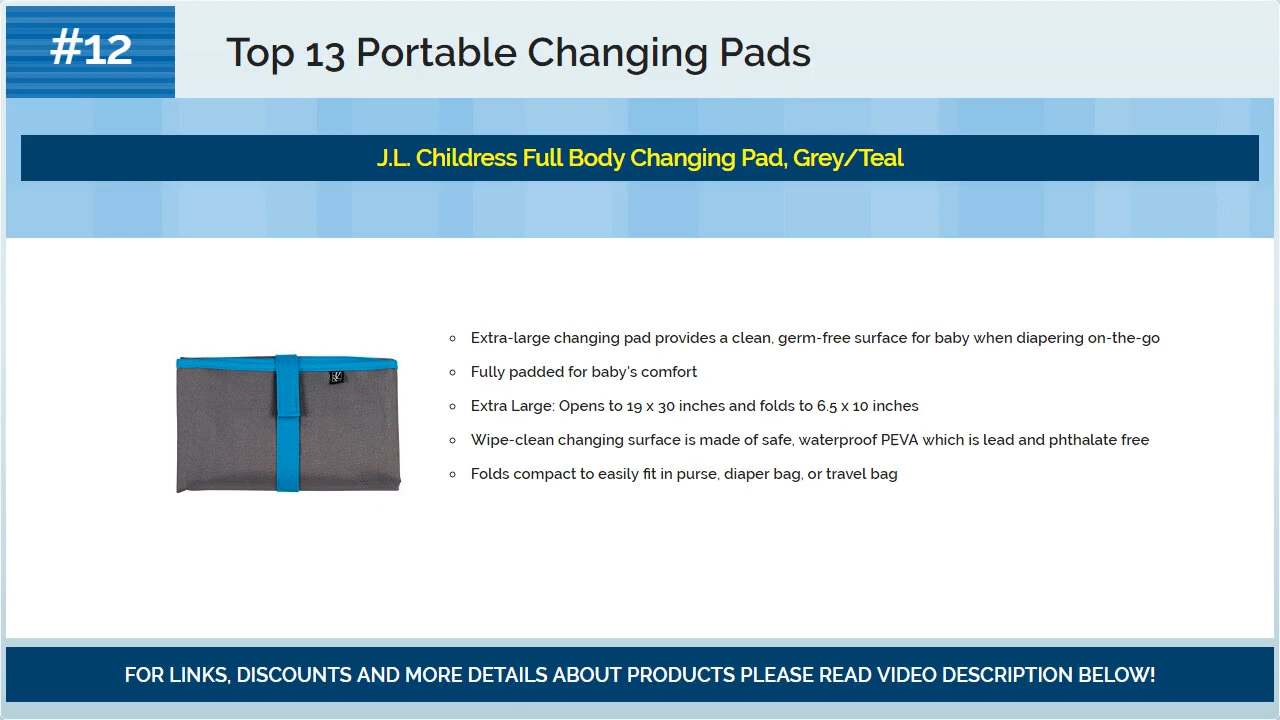 #12
Top 13 Portable Changing Pads
J.L. Childress Full Body Changing Pad, Grey/Teal
Extra-large changing pad provides a clean, germ-free surface for baby when diapering on-the-go
Fully padded for baby's comfort
Extra Large: Opens to 19 x 30 inches and folds to 6.5 x 10 inches
Wipe-clean changing surface is made of safe, waterproof PEVA which is lead and phthalate free
Folds compact to easily fit in purse, diaper bag, or travel bag
FOR LINKS, DISCOUNTS AND MORE DETAILS ABOUT PRODUCTS PLEASE READ VIDEO DESCRIPTION BELOW!